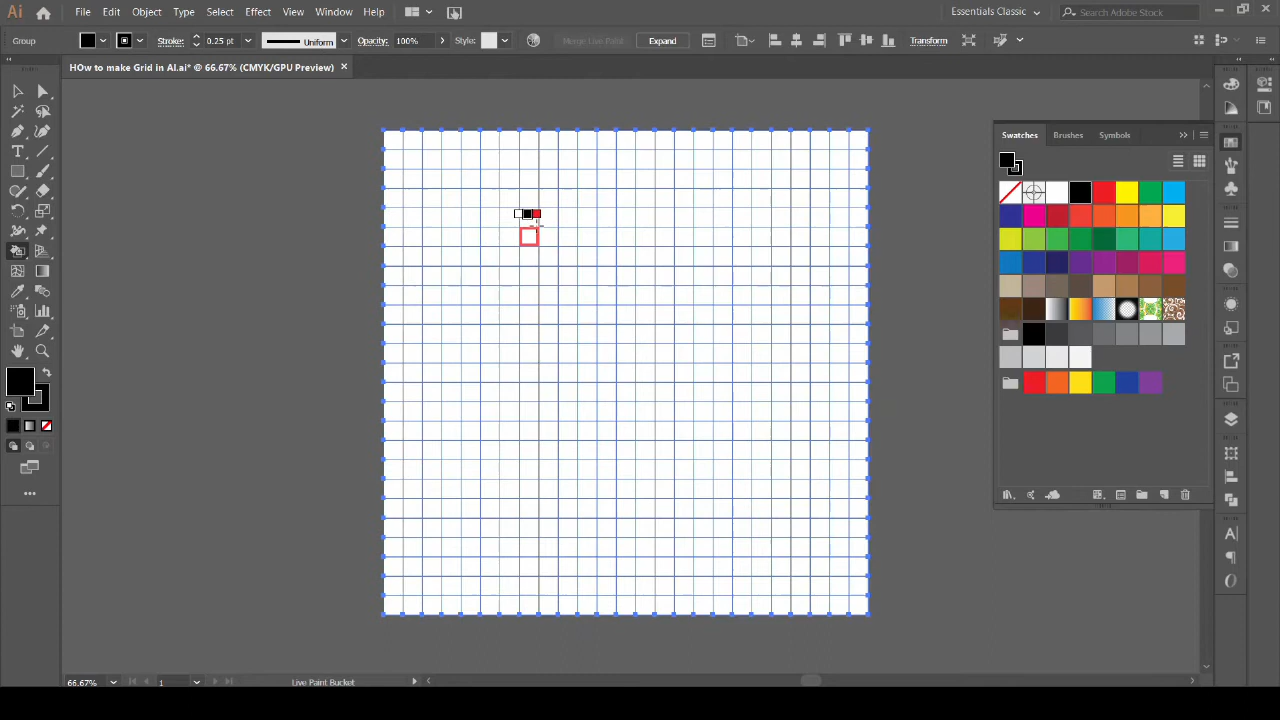 Ai File Edit Object Type Select Effect View Window Help Essentials Classic Search Adobe Stock
Group Stroke: 0.25 pt Uniform Opacity: 100% Style: Merge Live Paint Expand Transform
HOw to make Grid in AI.ai* @ 66.67% (CMYK/GPU Preview)
Swatches Brushes Symbols
66.67% 1 Live Paint Bucket